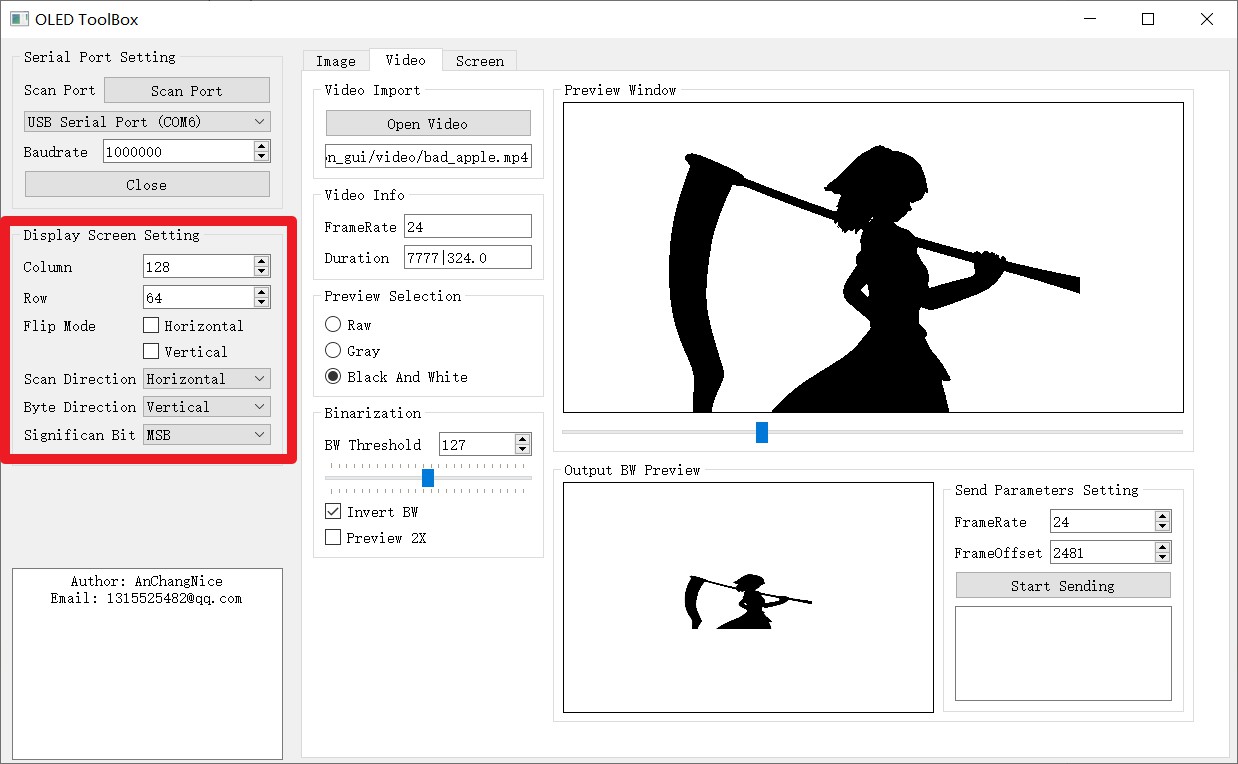 OLED ToolBox
Serial Port Setting
Scan Port
Scan Port
USB Serial Port (COM6)
Baudrate
1000000
Close
Display Screen Setting
Column
128
Row
64
Flip Mode
Horizontal
Vertical
Scan Direction
Horizontal
Byte Direction
Vertical
Significan Bit
MSB
Author: AnChangNice
Email: 1315525482@qq.com
Image
Video
Screen
Video Import
Open Video
n_gui/video/bad_apple.mp4
Video Info
FrameRate
24
Duration
7777|324.0
Preview Selection
Raw
Gray
Black And White
Binarization
BW Threshold
127
Invert BW
Preview 2X
Preview Window
Output BW Preview
Send Parameters Setting
FrameRate
24
FrameOffset
2481
Start Sending